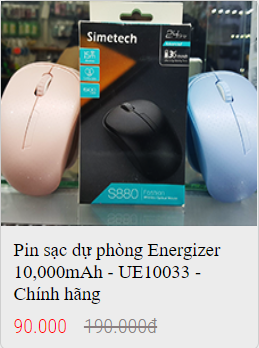 Simetech
S880
Pin sạc dự phòng Energizer
10,000mAh - UE10033 -
Chính hãng
90.000 190.000đ